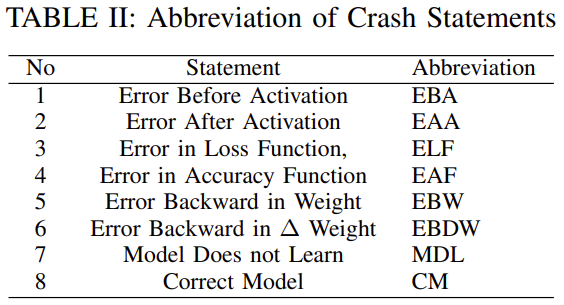 TABLE II: Abbreviation of Crash Statements
No Statement Abbreviation
1 Error Before Activation EBA
2 Error After Activation EAA
3 Error in Loss Function, ELF
4 Error in Accuracy Function EAF
5 Error Backward in Weight EBW
6 Error Backward in Δ Weight EBDW
7 Model Does not Learn MDL
8 Correct Model CM